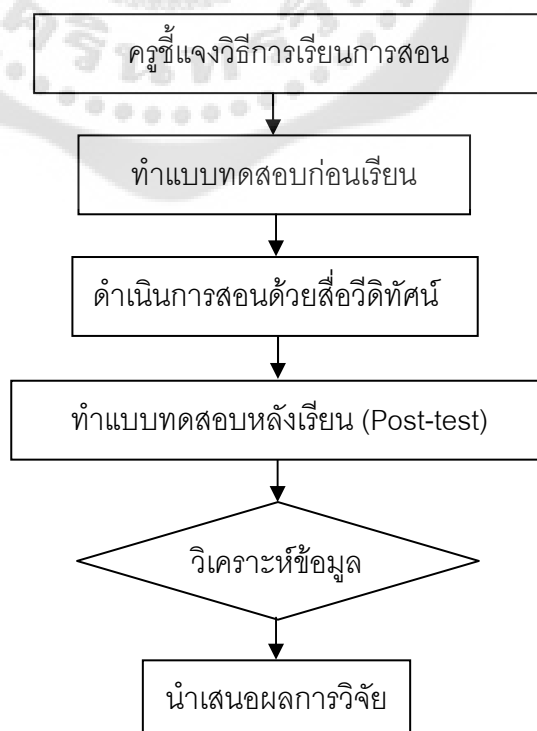 ครูชี้แจงวิธีการเรียนการสอน
ทำแบบทดสอบก่อนเรียน
ดำเนินการสอนด้วยสื่อวีดิทัศน์
ทำแบบทดสอบหลังเรียน (Post-test)
วิเคราะห์ข้อมูล
นำเสนอผลการวิจัย